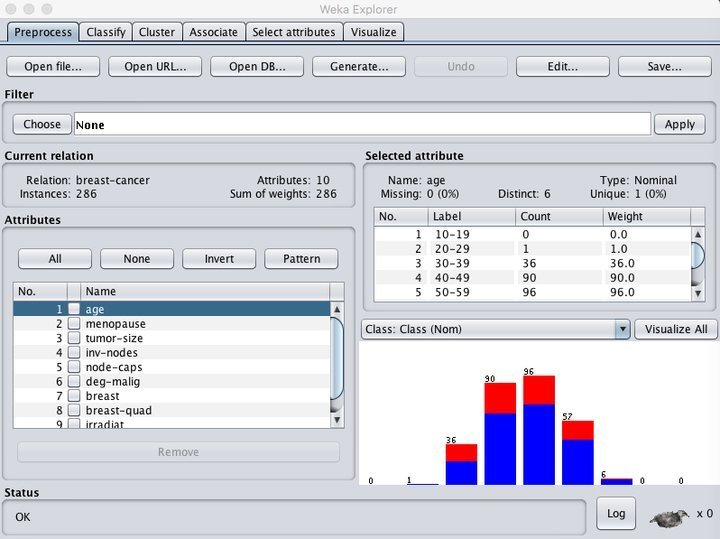 Weka Explorer
Preprocess Classify Cluster Associate Select attributes Visualize
Open file... Open URL... Open DB... Generate... Undo Edit... Save...
Filter
Choose None Apply
Current relation
Relation: breast-cancer Attributes: 10
Instances: 286 Sum of weights: 286
Selected attribute
Name: age Type: Nominal
Missing: 0 (0%) Distinct: 6 Unique: 1 (0%)
No. Label Count Weight
1 10-19 0 0.0
2 20-29 1 1.0
3 30-39 36 36.0
4 40-49 90 90.0
5 50-59 96 96.0
Attributes
All None Invert Pattern
No. Name
1 age
2 menopause
3 tumor-size
4 inv-nodes
5 node-caps
6 deg-malig
7 breast
8 breast-quad
9 irradiat
Remove
Class: Class (Nom) Visualize All
0 1 36 90 96 57 6 0 0
Status
OK
Log x 0